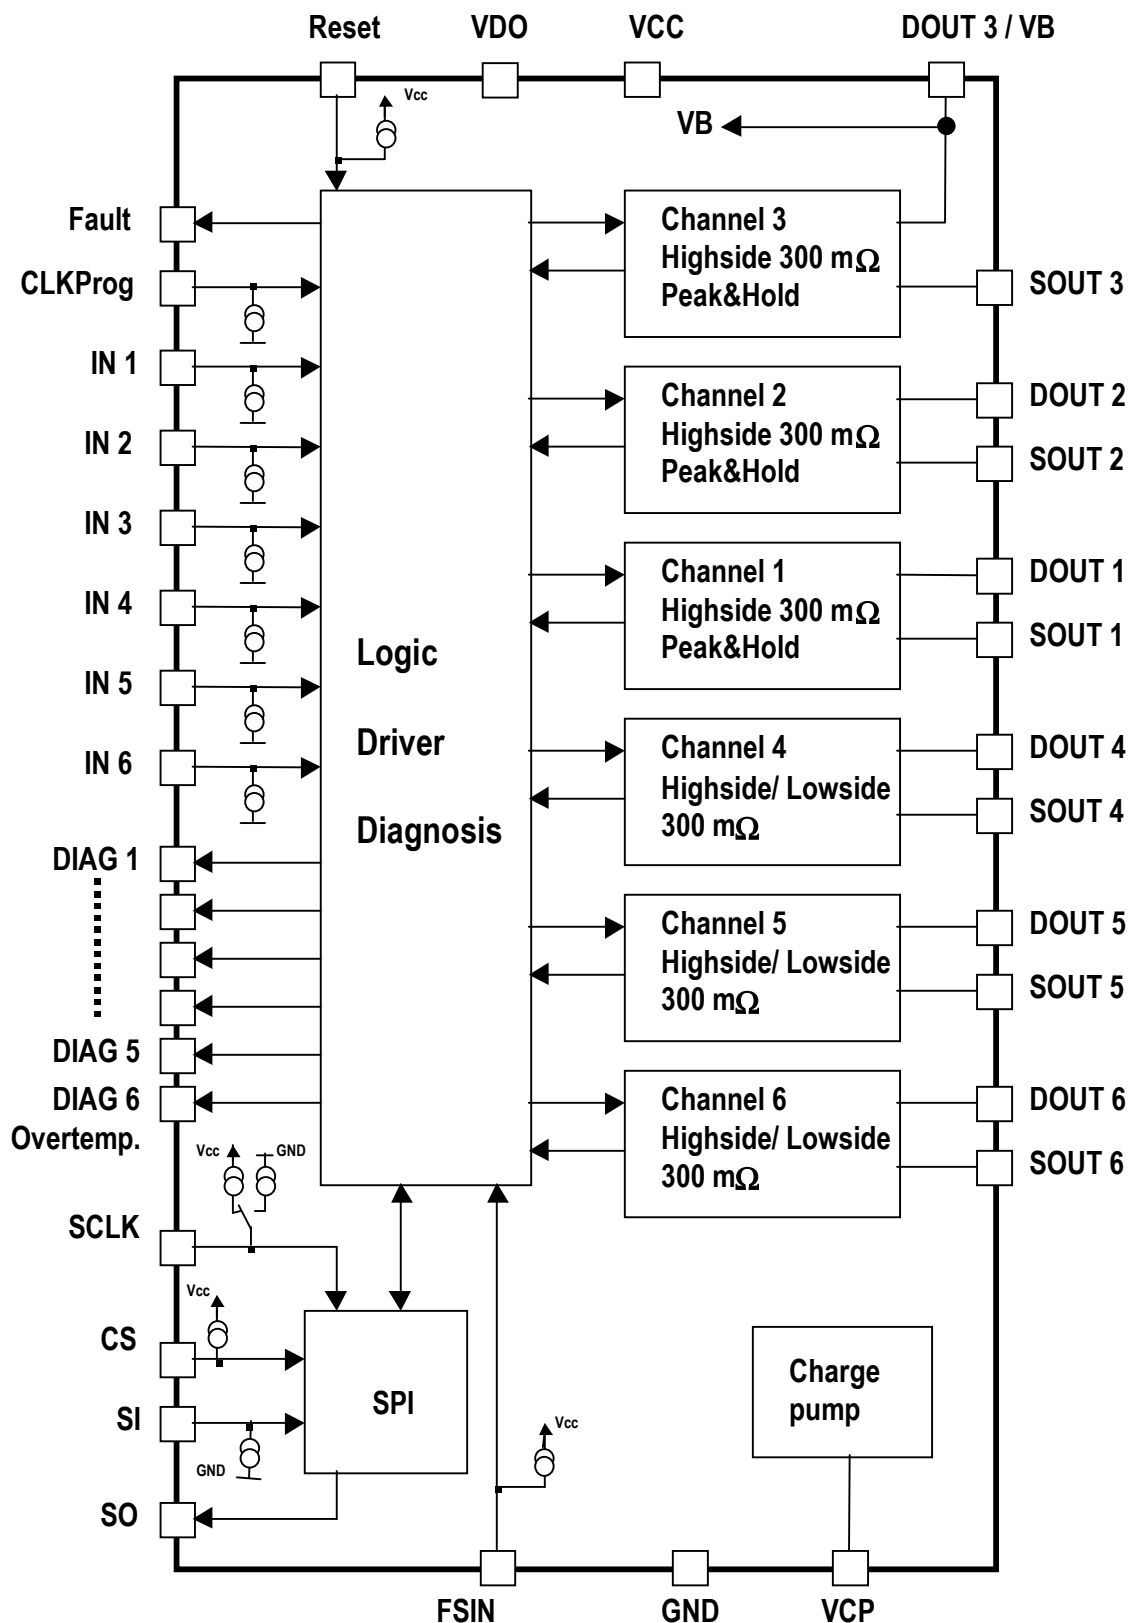 Reset
VDO
VCC
DOUT 3 / VB
Vcc
VB
Fault
CLKProg
IN 1
IN 2
IN 3
IN 4
IN 5
IN 6
DIAG 1
DIAG 5
DIAG 6
Overtemp.
Vcc
GND
SCLK
Vcc
CS
SI
GND
SO
Logic
Driver
Diagnosis
SPI
Channel 3
Highside 300 mΩ
Peak&Hold
SOUT 3
Channel 2
Highside 300 mΩ
Peak&Hold
DOUT 2
SOUT 2
Channel 1
Highside 300 mΩ
Peak&Hold
DOUT 1
SOUT 1
Channel 4
Highside/ Lowside
300 mΩ
DOUT 4
SOUT 4
Channel 5
Highside/ Lowside
300 mΩ
DOUT 5
SOUT 5
Channel 6
Highside/ Lowside
300 mΩ
DOUT 6
SOUT 6
Charge
pump
Vcc
FSIN
GND
VCP